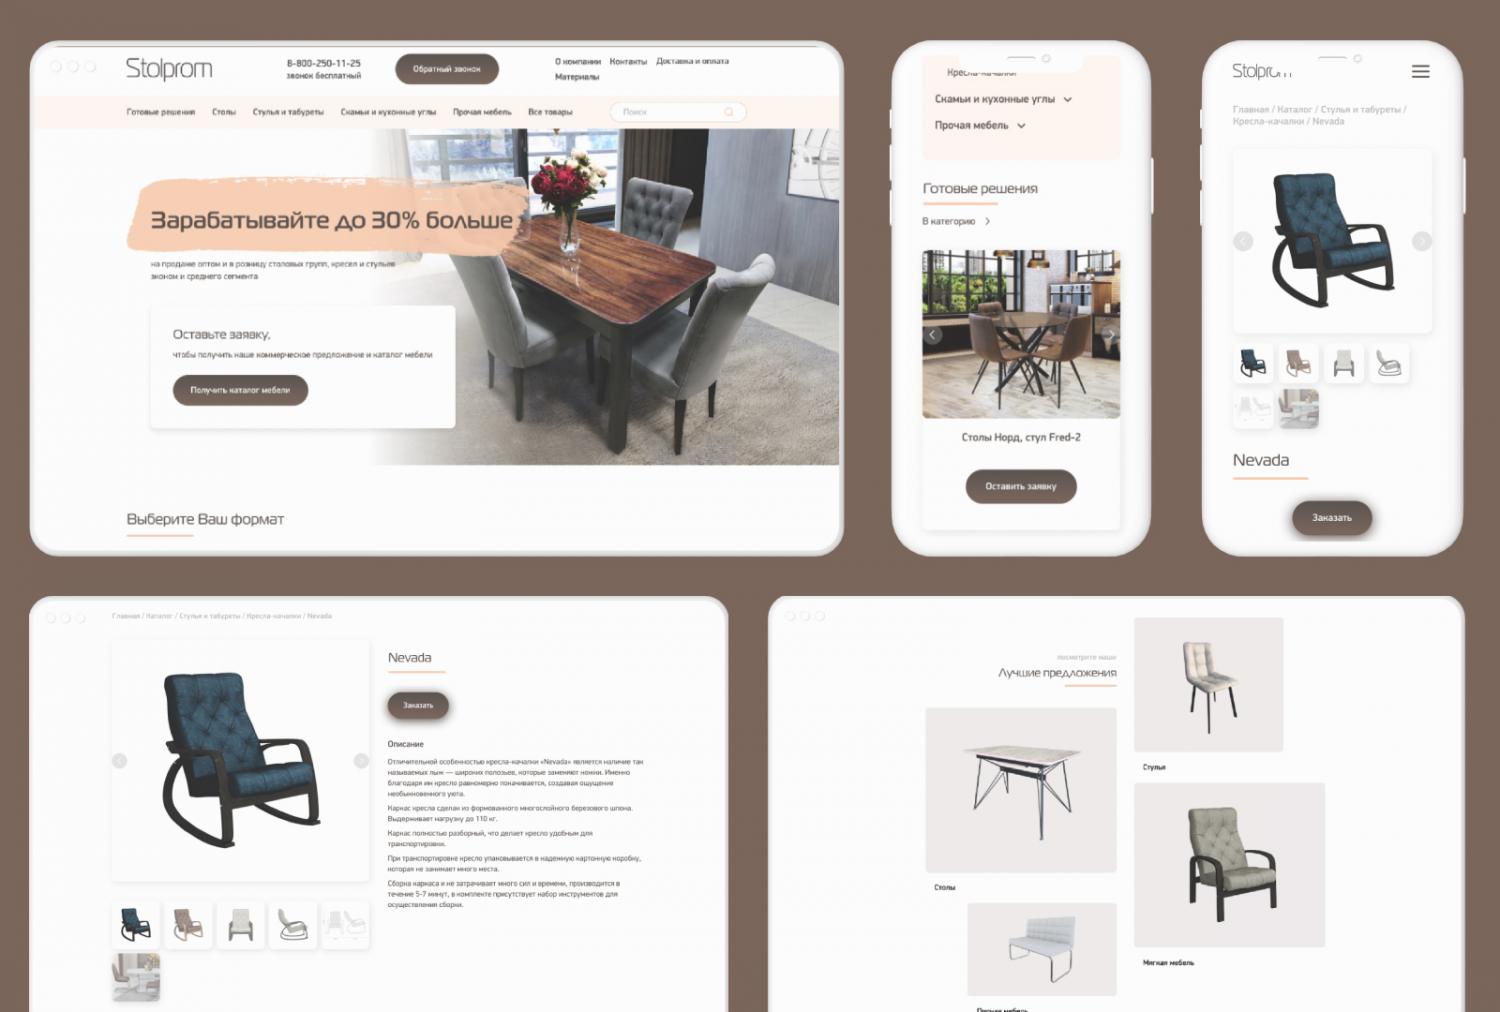 Stolprom
8-800-250-11-25
звонок бесплатный
Обратный звонок
О компании Контакты Доставка и оплата
Материалы
Готовые решения Столы Стулья и табуреты Скамьи и кухонные углы Прочая мебель Все товары
Поиск
Зарабатывайте до 30% больше
на продаже оптом и в розницу столовых групп, кресел и стульев
эконом и среднего сегмента
Оставьте заявку,
чтобы получить наше коммерческое предложение и каталог мебели
Получить каталог мебели
Выберите Ваш формат
Кресла-качалки
Скамьи и кухонные углы
Прочая мебель
Готовые решения
В категорию
Столы Норд, стул Fred-2
Оставить заявку
Stolprom
Главная / Каталог / Стулья и табуреты /
Кресла-качалки / Nevada
Nevada
Заказать
Главная / Каталог / Стулья и табуреты / Кресла-качалки / Nevada
Nevada
Заказать
Описание
Отличительной особенностью кресла-качалки «Nevada» является наличие так
называемых лыж — широких полозьев, которые заменяют ножки. Именно
благодаря им кресло равномерно покачивается, создавая ощущение
необыкновенного уюта.
Каркас кресла сделан из формованного многослойного березового шпона.
Выдерживает нагрузку до 110 кг.
Каркас полностью разборный, что делает кресло удобным для
транспортировки.
При транспортировке кресло упаковывается в надежную картонную коробку,
которая не занимает много места.
Сборка каркаса и не затрачивает много сил и времени, производится в
течение 5-7 минут, в комплекте присутствует набор инструментов для
осуществления сборки.
посмотрите наши
Лучшие предложения
Стулья
Столы
Мягкая мебель
Прочая мебель